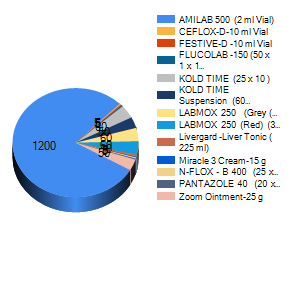 AMILAB 500 (2 ml Vial)
CEFLOX-D-10 ml Vial
FESTIVE-D -10 ml Vial
FLUCOLAB -150 (50 x
1 x 1...
KOLD TIME (25 x 10 )
KOLD TIME
Suspension (60...
LABMOX 250 (Grey (...
LABMOX 250 (Red) (3...
Livergard -Liver Tonic (
225 ml)
Miracle 3 Cream-15 g
N-FLOX - B 400 (25 x...
PANTAZOLE 40 (20 x...
Zoom Ointment-25 g
1200